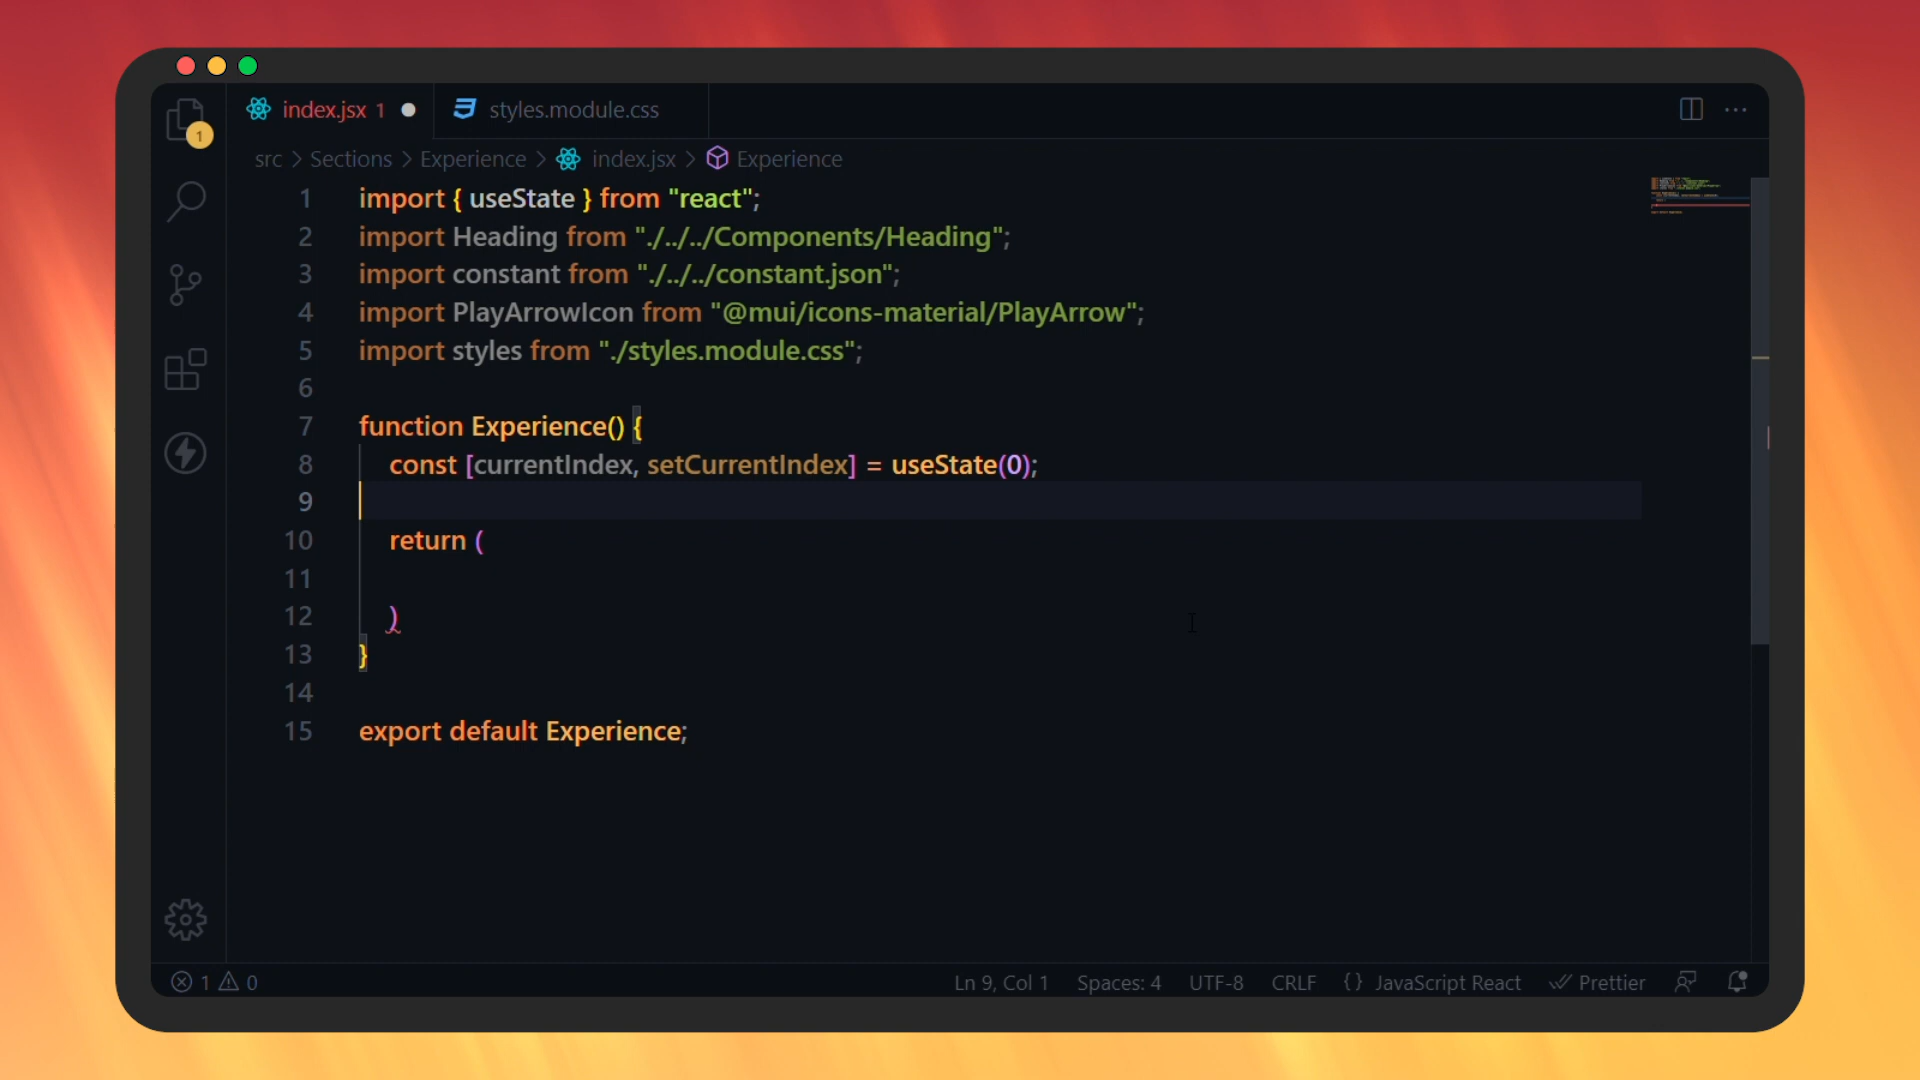 index.jsx 1
styles.module.css
1
src > Sections > Experience > index.jsx > Experience
1 import { useState } from "react";
2 import Heading from "./../../Components/Heading";
3 import constant from "./../../constant.json";
4 import PlayArrowIcon from "@mui/icons-material/PlayArrow";
5 import styles from "./styles.module.css";
6
7 function Experience() {
8 const [currentIndex, setCurrentIndex] = useState(0);
9
10 return (
11
12 )
13 }
14
15 export default Experience;
1 0 Ln 9, Col 1 Spaces: 4 UTF-8 CRLF {} JavaScript React Prettier